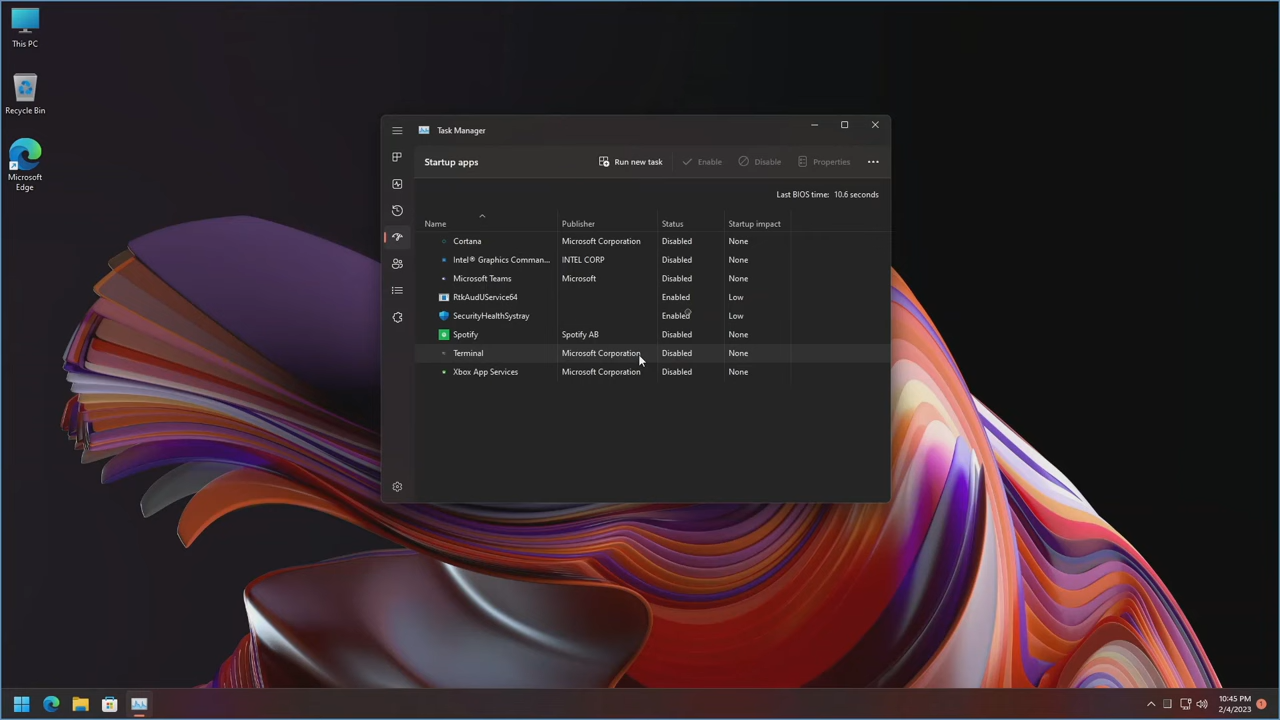 This PC
Recycle Bin
Microsoft
Edge
Task Manager
Startup apps
Run new task
Enable
Disable
Properties
Last BIOS time: 10.6 seconds
Name Publisher Status Startup impact
Cortana Microsoft Corporation Disabled None
Intel® Graphics Comman... INTEL CORP Disabled None
Microsoft Teams Microsoft Disabled None
RtkAudUService64 Enabled Low
SecurityHealthSystray Enabled Low
Spotify Spotify AB Disabled None
Terminal Microsoft Corporation Disabled None
Xbox App Services Microsoft Corporation Disabled None
10:45 PM
2/4/2023
1